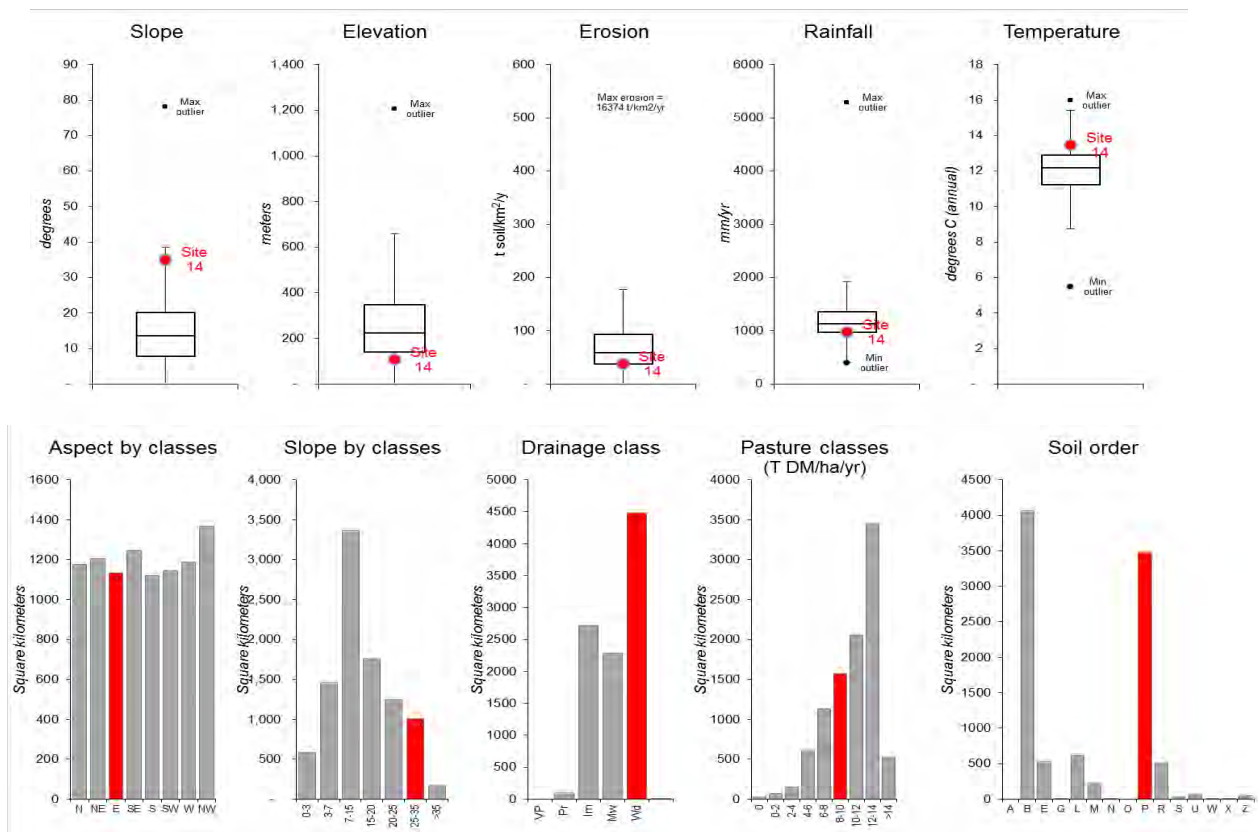 Slope
Elevation
Erosion
Rainfall
Temperature
90
80
70
60
50
40
30
20
10
-
degrees
Max
outlier
Site
14
1,400
1,200
1,000
800
600
400
200
-
meters
Max
outlier
Site
14
600
500
400
300
200
100
-
t soil/km²/y
Max erosion =
16374 t/km2/yr
Site
14
6000
5000
4000
3000
2000
1000
0
mm/yr
Max
outlier
Site
14
Min
outlier
18
16
14
12
10
8
6
4
2
-
degrees C (annual)
Max
outlier
Site
14
Min
outlier
Aspect by classes
Slope by classes
Drainage class
Pasture classes
(T DM/ha/yr)
Soil order
1600
1400
1200
1000
800
600
400
200
0
Square kilometers
N NE E SE S SW W NW
4,000
3,500
3,000
2,500
2,000
1,500
1,000
500
-
Square kilometers
0-3
3-7
7-15
15-20
20-25
25-35
>35
5000
4500
4000
3500
3000
2500
2000
1500
1000
500
0
Square kilometers
VP
Pr
Im
Mw
Wd
4000
3500
3000
2500
2000
1500
1000
500
0
Square kilometers
0
0-2
2-4
4-6
6-8
8-10
10-12
12-14
>14
4500
4000
3500
3000
2500
2000
1500
1000
500
0
Square kilometers
A B E G L M N O P R S U W X Z